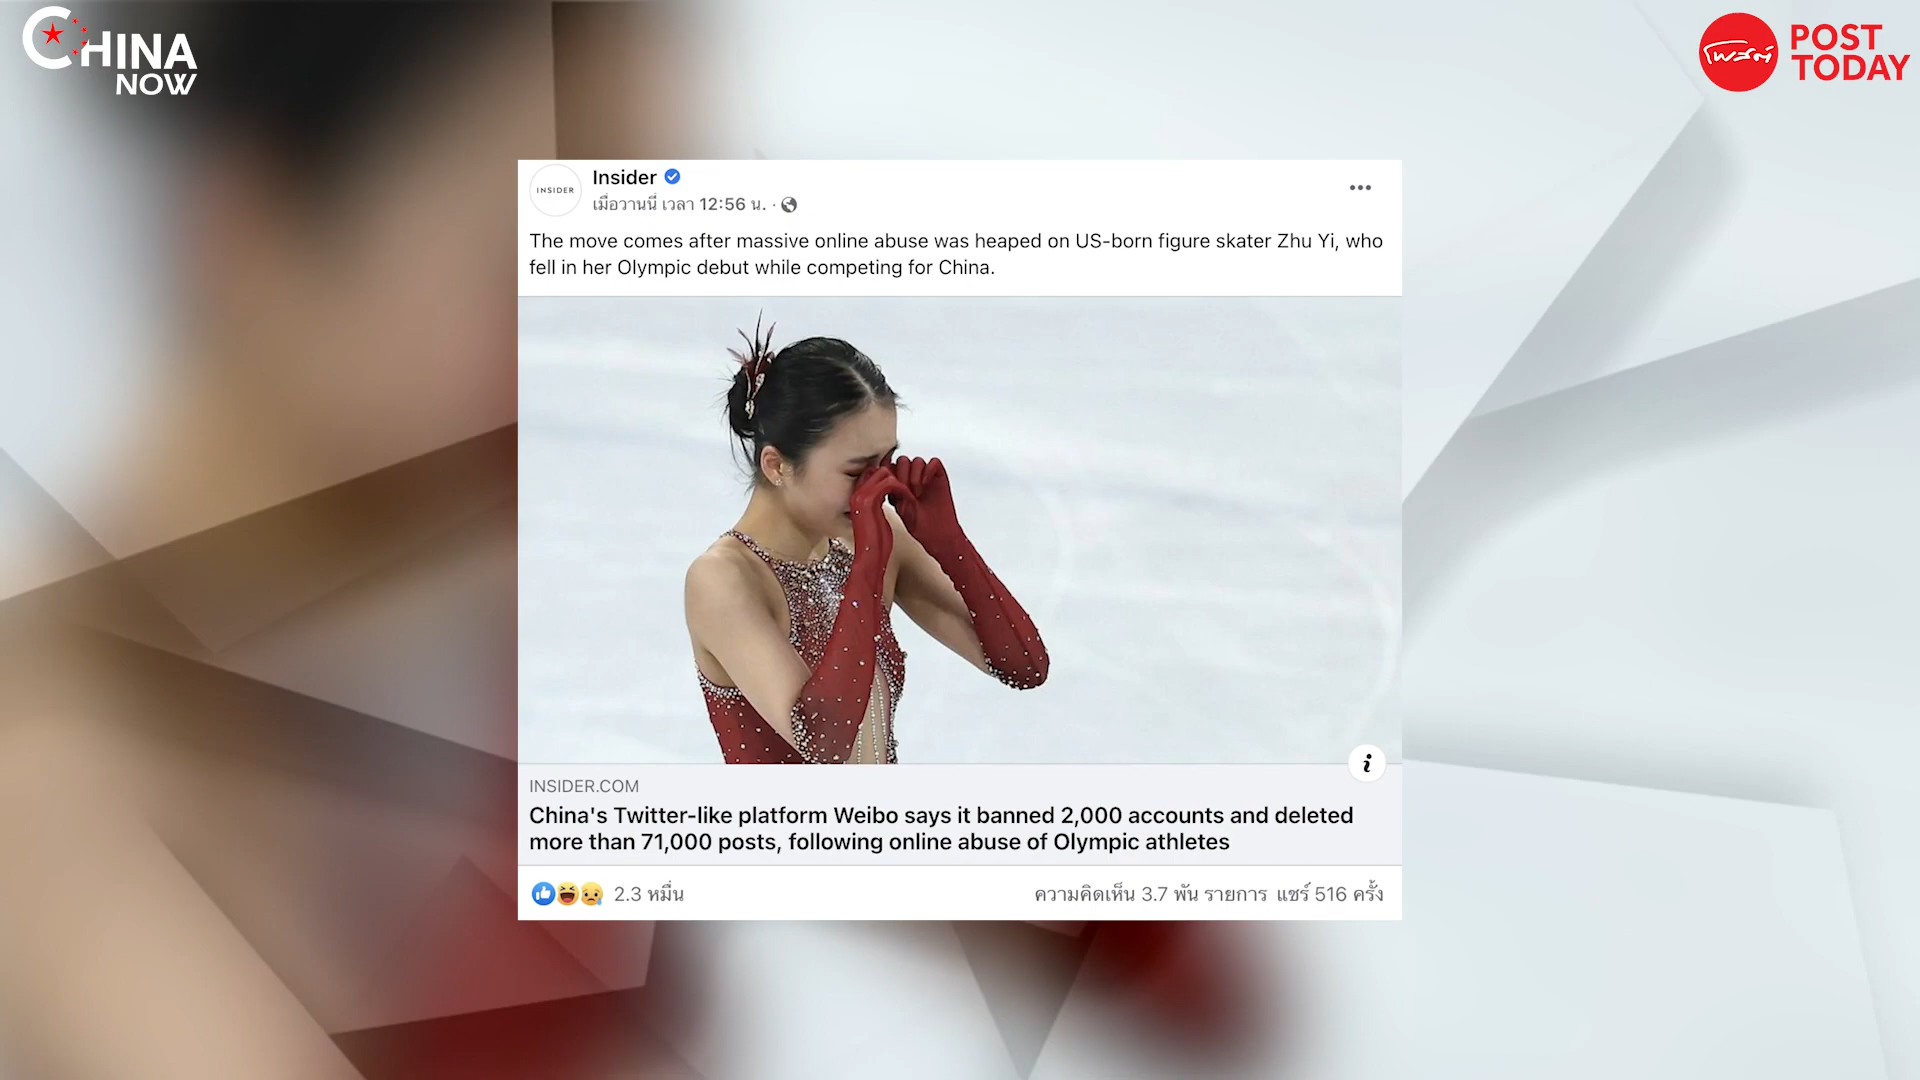 CHINA
NOW
โพสต์
POST
TODAY
INSIDER
Insider
เมื่อวานนี้ เวลา 12:56 น. ·
The move comes after massive online abuse was heaped on US-born figure skater Zhu Yi, who
fell in her Olympic debut while competing for China.
i
INSIDER.COM
China's Twitter-like platform Weibo says it banned 2,000 accounts and deleted
more than 71,000 posts, following online abuse of Olympic athletes
2.3 หมื่น
ความคิดเห็น 3.7 พัน รายการ แชร์ 516 ครั้ง